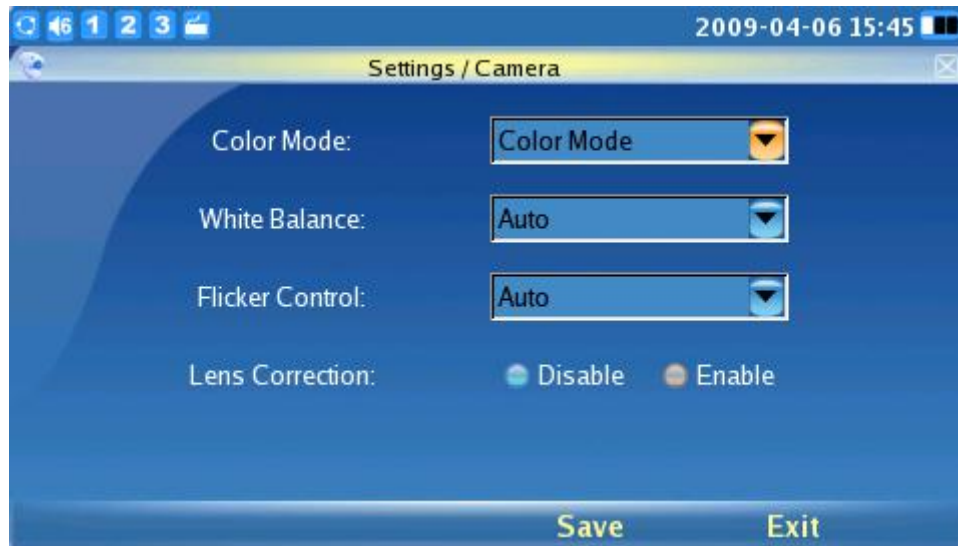 6 1 2 3 2009-04-06 15:45
Settings / Camera
Color Mode: Color Mode
White Balance: Auto
Flicker Control: Auto
Lens Correction: Disable Enable
Save Exit